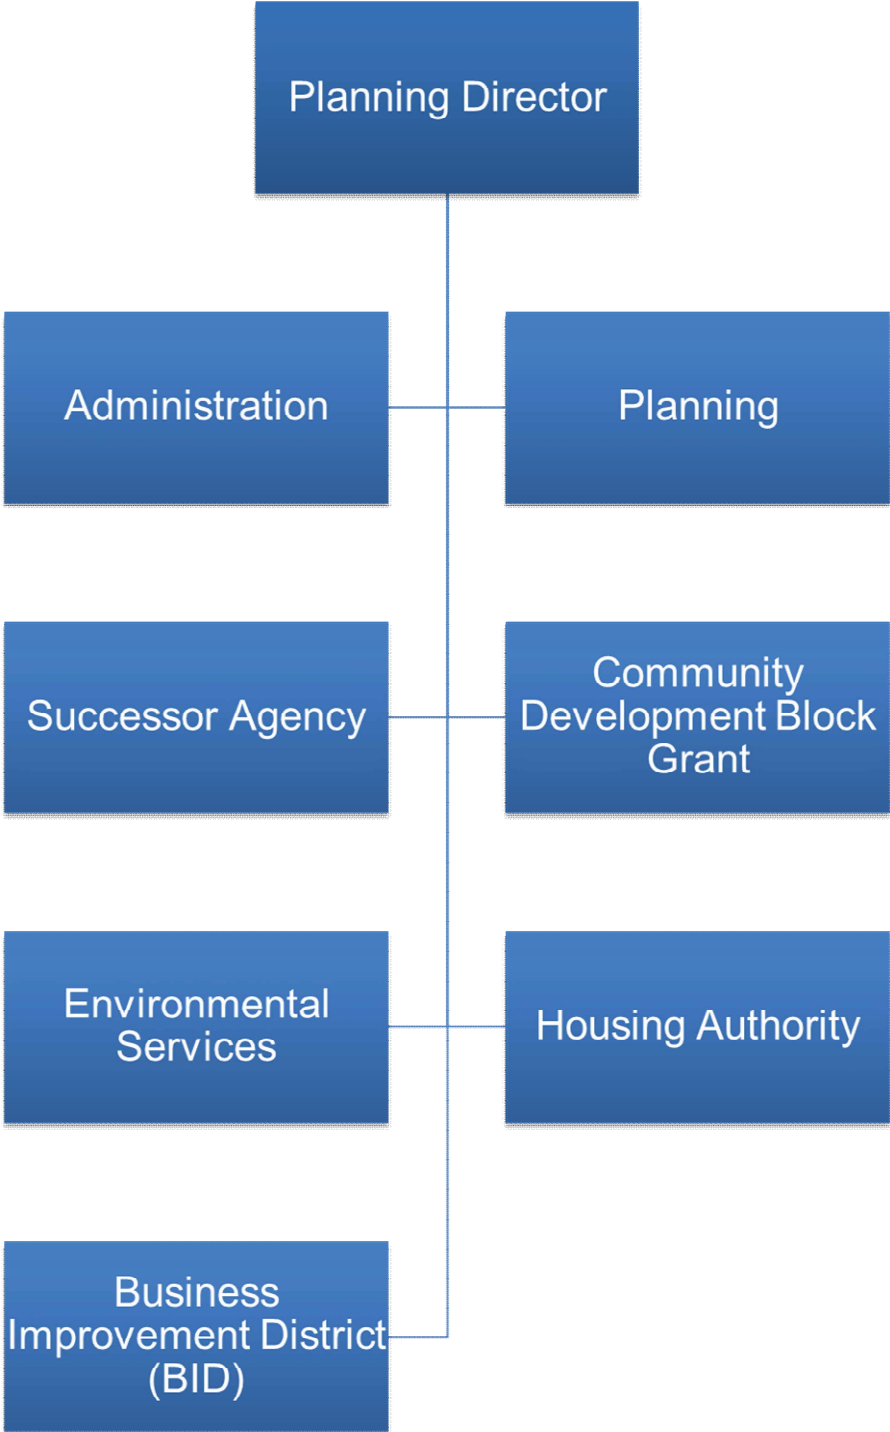 Planning Director
Administration
Planning
Successor Agency
Community
Development Block
Grant
Environmental
Services
Housing Authority
Business
Improvement District
(BID)